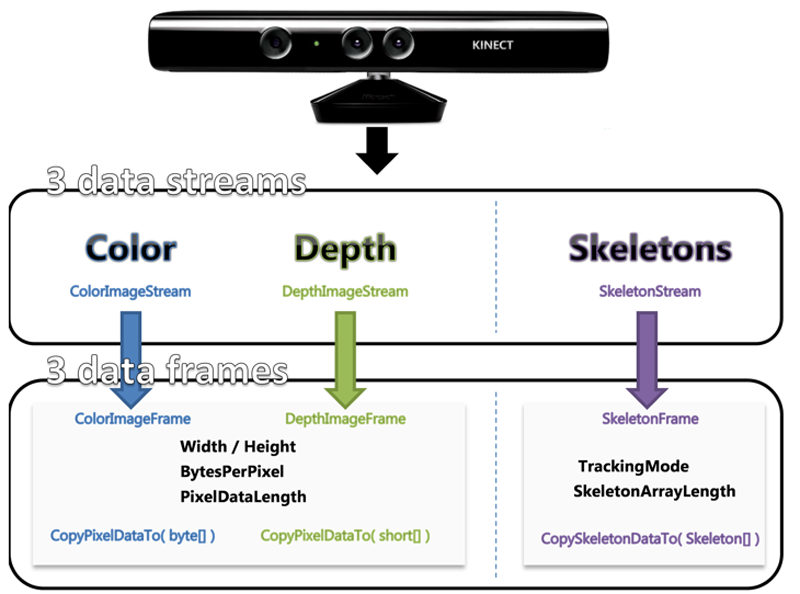 KINECT
3 data streams
Color Depth Skeletons
ColorImageStream DepthImageStream SkeletonStream
3 data frames
ColorImageFrame DepthImageFrame SkeletonFrame
Width / Height
BytesPerPixel
PixelDataLength
TrackingMode
SkeletonArrayLength
CopyPixelDataTo( byte[] ) CopyPixelDataTo( short[] ) CopySkeletonDataTo( Skeleton[] )